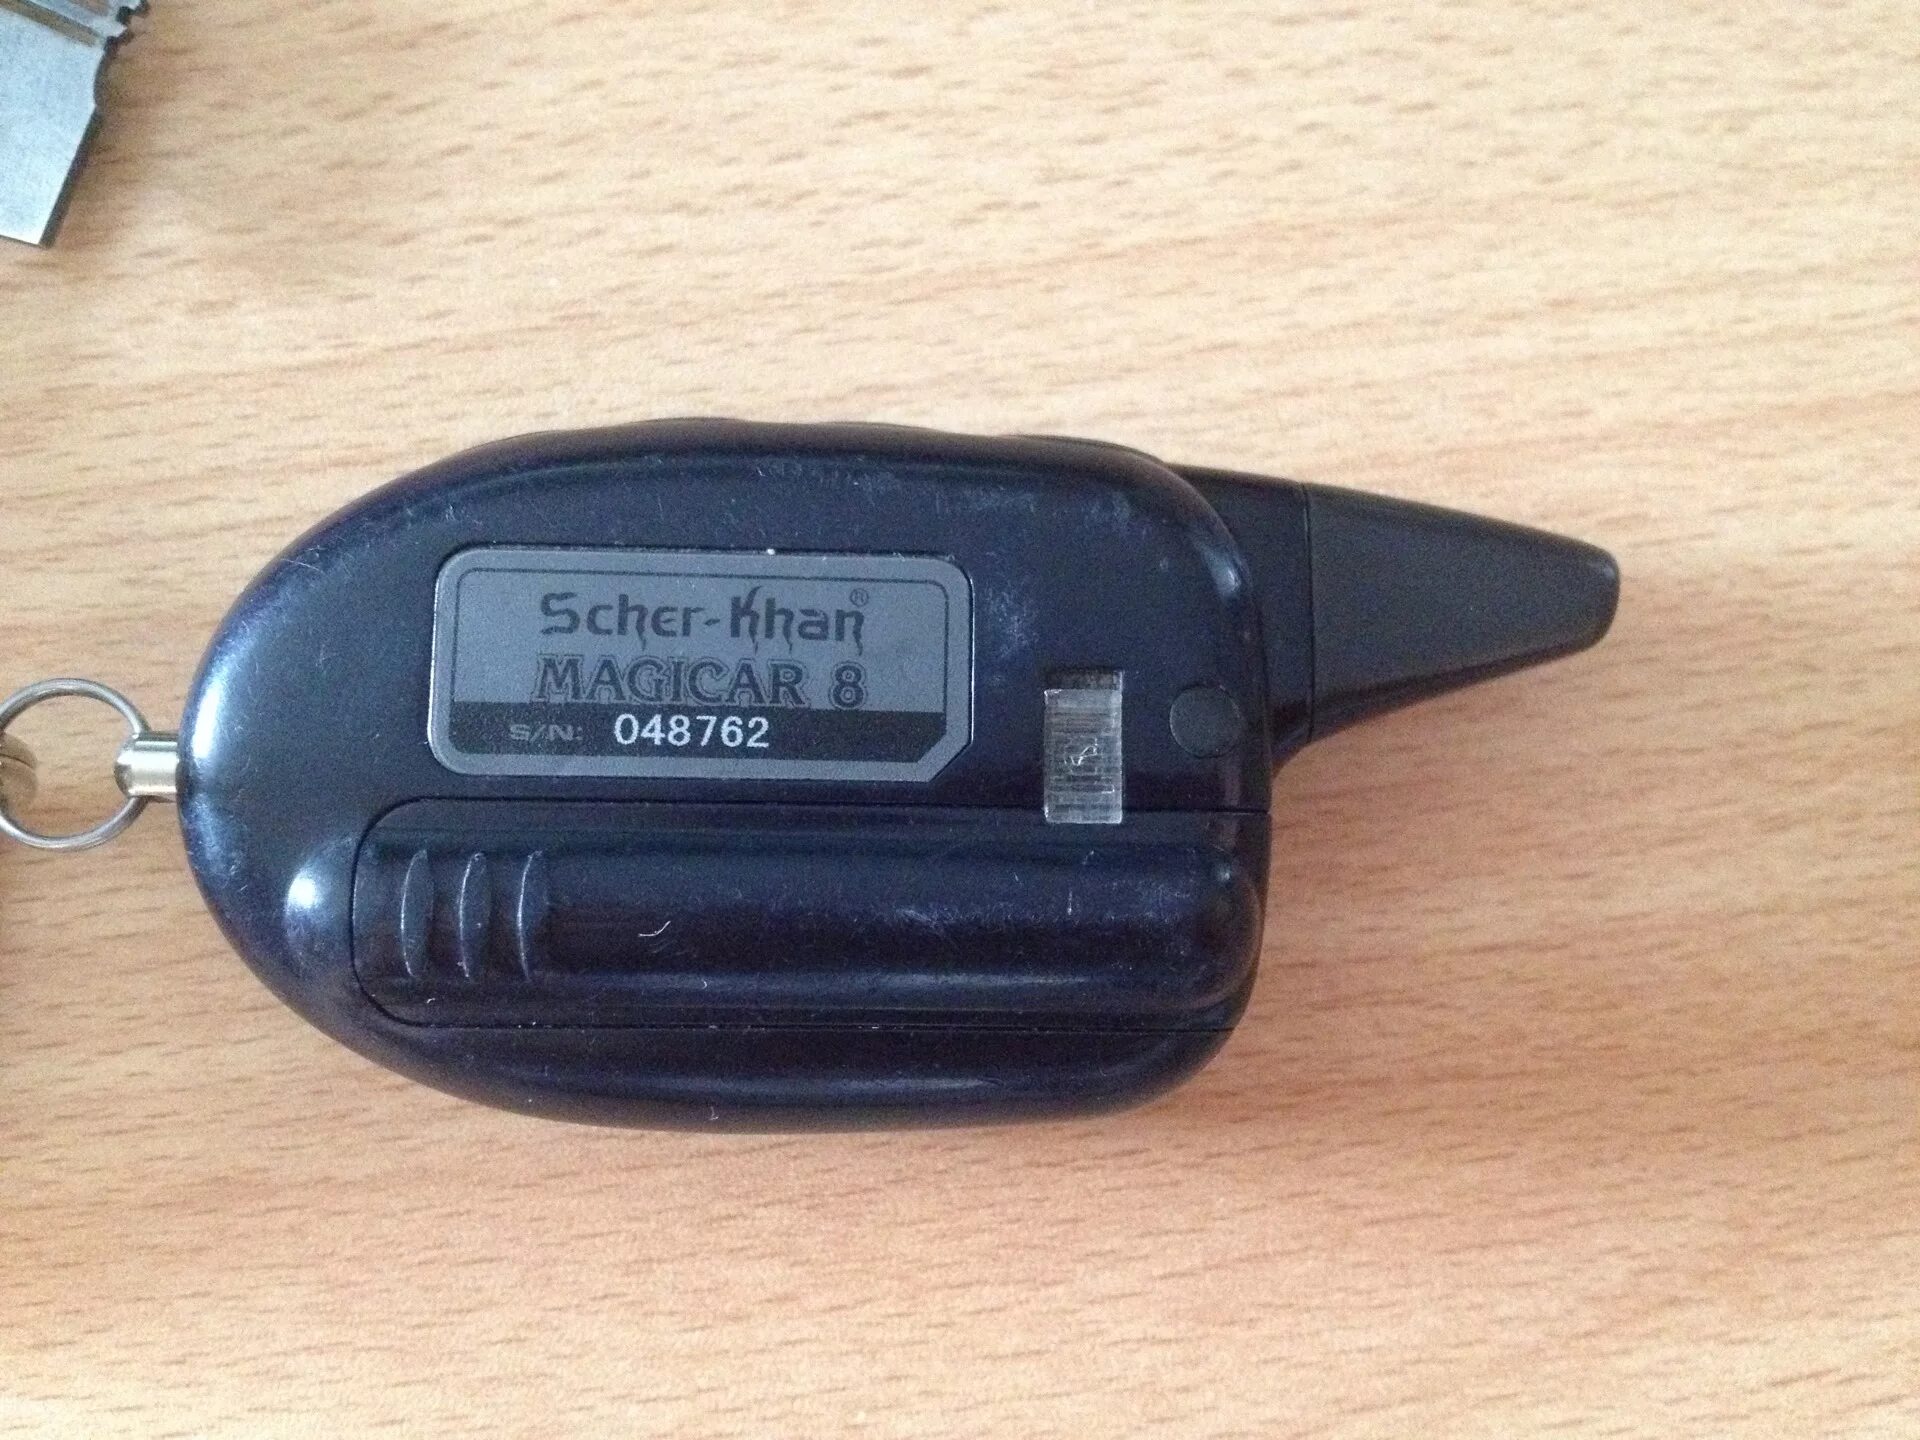 Scher-Khan®
MAGICAR 8
S/N: 048762